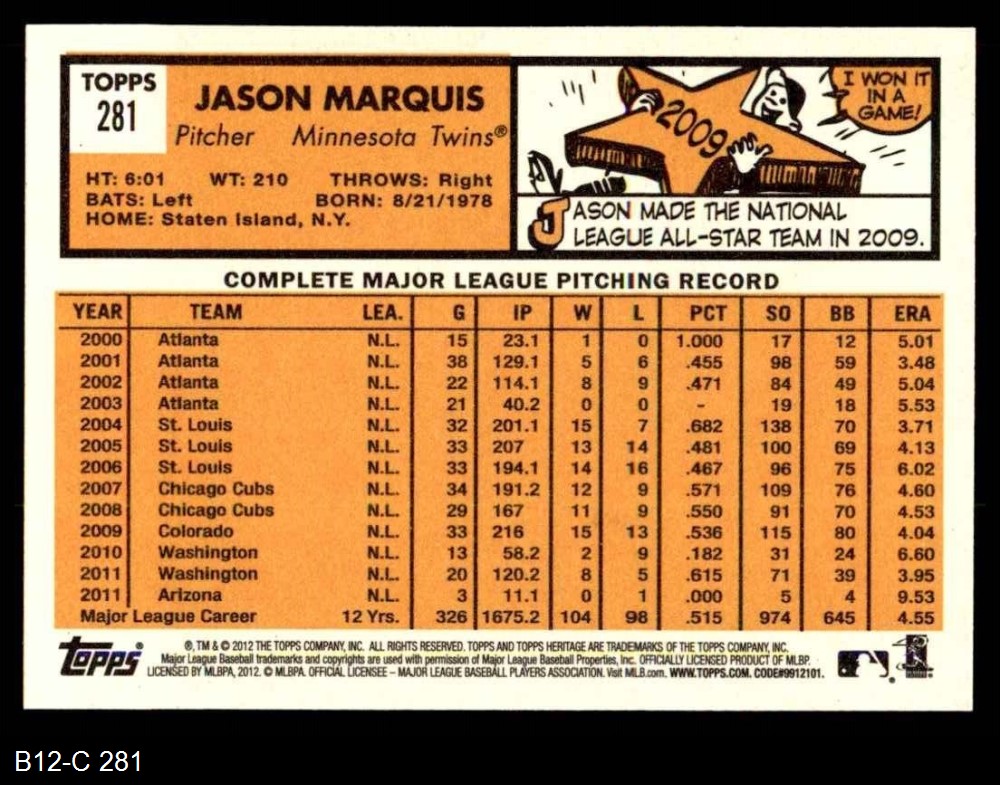 TOPPS
281
JASON MARQUIS
Pitcher Minnesota Twins®
HT: 6:01 WT: 210 THROWS: Right
BATS: Left BORN: 8/21/1978
HOME: Staten Island, N.Y.
2009
I WON IT
IN A
GAME!
JASON MADE THE NATIONAL
LEAGUE ALL-STAR TEAM IN 2009.
COMPLETE MAJOR LEAGUE PITCHING RECORD
YEAR TEAM LEA. G IP W L PCT SO BB ERA
2000 Atlanta N.L. 15 23.1 1 0 1.000 17 12 5.01
2001 Atlanta N.L. 38 129.1 5 6 .455 98 59 3.48
2002 Atlanta N.L. 22 114.1 8 9 .471 84 49 5.04
2003 Atlanta N.L. 21 40.2 0 0 - 19 18 5.53
2004 St. Louis N.L. 32 201.1 15 7 .682 138 70 3.71
2005 St. Louis N.L. 33 207 13 14 .481 100 69 4.13
2006 St. Louis N.L. 33 194.1 14 16 .467 96 75 6.02
2007 Chicago Cubs N.L. 34 191.2 12 9 .571 109 76 4.60
2008 Chicago Cubs N.L. 29 167 11 9 .550 91 70 4.53
2009 Colorado N.L. 33 216 15 13 .536 115 80 4.04
2010 Washington N.L. 13 58.2 2 9 .182 31 24 6.60
2011 Washington N.L. 20 120.2 8 5 .615 71 39 3.95
2011 Arizona N.L. 3 11.1 0 1 .000 5 4 9.53
Major League Career 12 Yrs. 326 1675.2 104 98 .515 974 645 4.55
Topps
®, TM & © 2012 THE TOPPS COMPANY, INC. ALL RIGHTS RESERVED. TOPPS AND TOPPS HERITAGE ARE TRADEMARKS OF THE TOPPS COMPANY, INC.
Major League Baseball trademarks and copyrights are used with permission of Major League Baseball Properties, Inc. OFFICIALLY LICENSED PRODUCT OF MLBP.
LICENSED BY MLBPA, 2012. © MLBPA. OFFICIAL LICENSEE – MAJOR LEAGUE BASEBALL PLAYERS ASSOCIATION. Visit MLB.com. WWW.TOPPS.COM. CODE#9912101.
B12-C 281